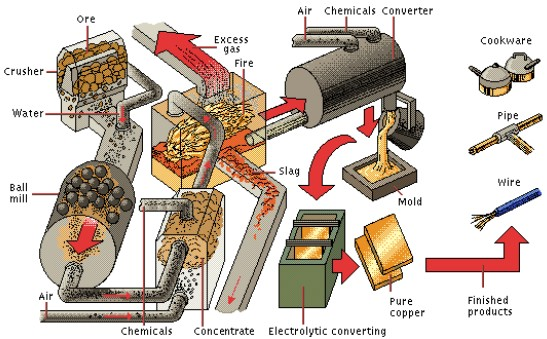 Ore
Air
Chemicals
Converter
Excess
gas
Cookware
Crusher
Fire
Water
Pipe
Slag
Ball
mill
Mold
Wire
Air
Pure
copper
Finished
products
Chemicals
Concentrate
Electrolytic converting